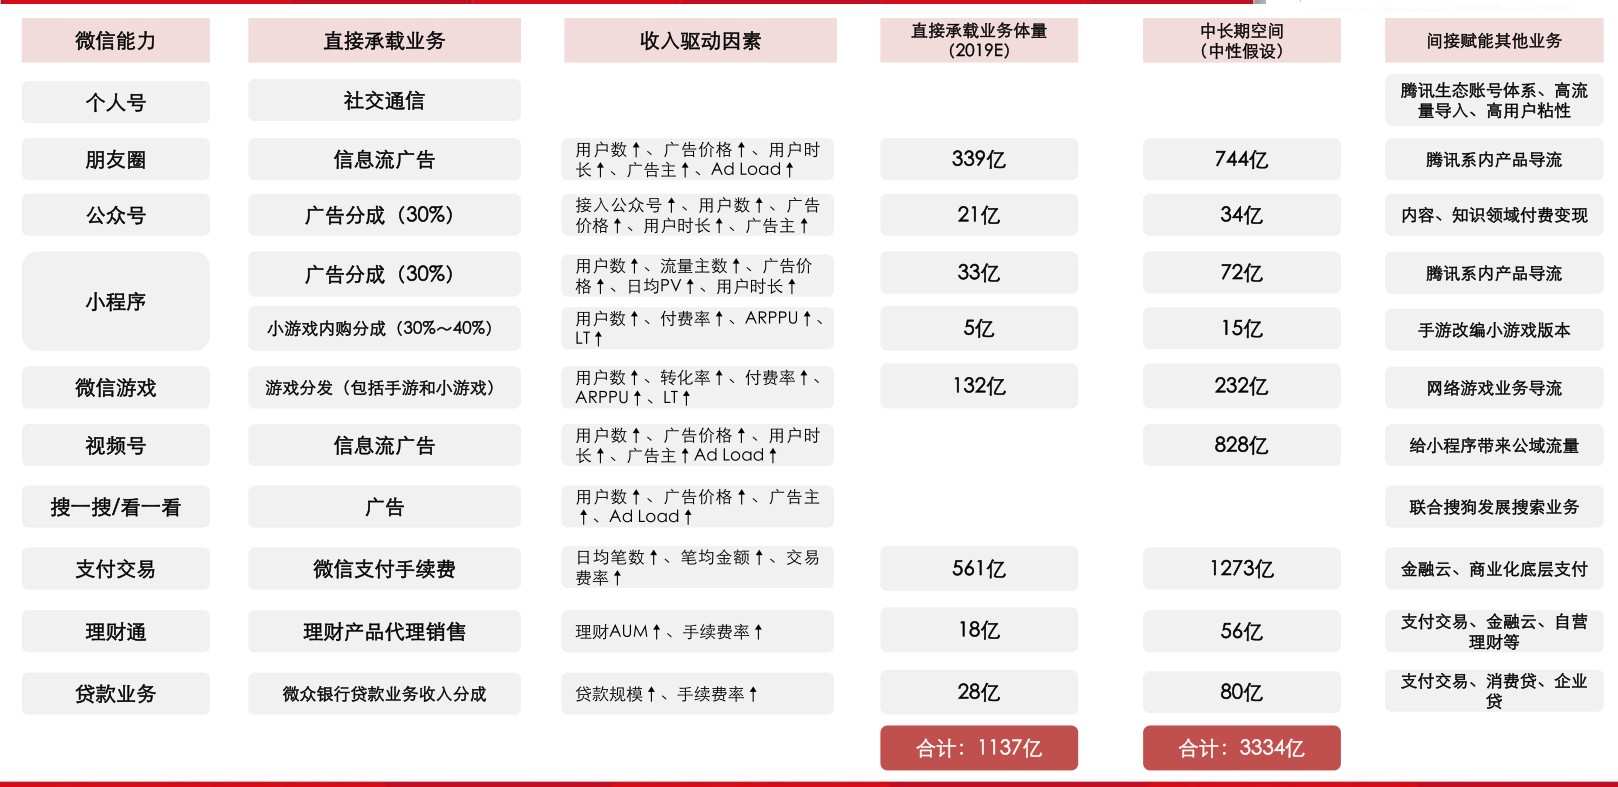 微信能力
直接承载业务
收入驱动因素
直接承载业务体量
(2019E)
中长期空间
（中性假设）
间接赋能其他业务
个人号
社交通信
腾讯生态账号体系、高流
量导入、高用户粘性
朋友圈
信息流广告
用户数↑、广告价格↑、用户时
长↑、广告主↑、Ad Load↑
339亿
744亿
腾讯系内产品导流
公众号
广告分成（30%）
接入公众号↑、用户数↑、广告
价格↑、用户时长↑、广告主↑
21亿
34亿
内容、知识领域付费变现
小程序
广告分成（30%）
用户数↑、流量主数↑、广告价
格↑、日均PV↑、用户时长↑
33亿
72亿
腾讯系内产品导流
小游戏内购分成（30%～40%）
用户数↑、付费率↑、ARPPU↑、
LT↑
5亿
15亿
手游改编小游戏版本
微信游戏
游戏分发（包括手游和小游戏）
用户数↑、转化率↑、付费率↑、
ARPPU↑、LT↑
132亿
232亿
网络游戏业务导流
视频号
信息流广告
用户数↑、广告价格↑、用户时
长↑、广告主↑Ad Load↑
828亿
给小程序带来公域流量
搜一搜/看一看
广告
用户数↑、广告价格↑、广告主
↑、Ad Load↑
联合搜狗发展搜索业务
支付交易
微信支付手续费
日均笔数↑、笔均金额↑、交易
费率↑
561亿
1273亿
金融云、商业化底层支付
理财通
理财产品代理销售
理财AUM↑、手续费率↑
18亿
56亿
支付交易、金融云、自营
理财等
贷款业务
微众银行贷款业务收入分成
贷款规模↑、手续费率↑
28亿
80亿
支付交易、消费贷、企业
贷
合计：1137亿
合计：3334亿